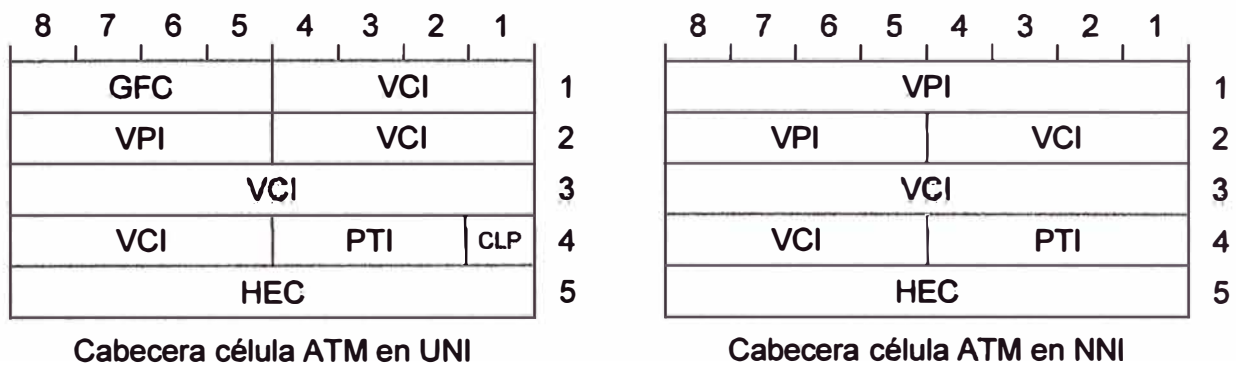 8 7 6 5 4 3 2 1
GFC VCI 1
VPI VCI 2
VCI 3
VCI PTI CLP 4
HEC 5
Cabecera célula ATM en UNI
8 7 6 5 4 3 2 1
VPI 1
VPI VCI 2
VCI 3
VCI PTI 4
HEC 5
Cabecera célula ATM en NNI